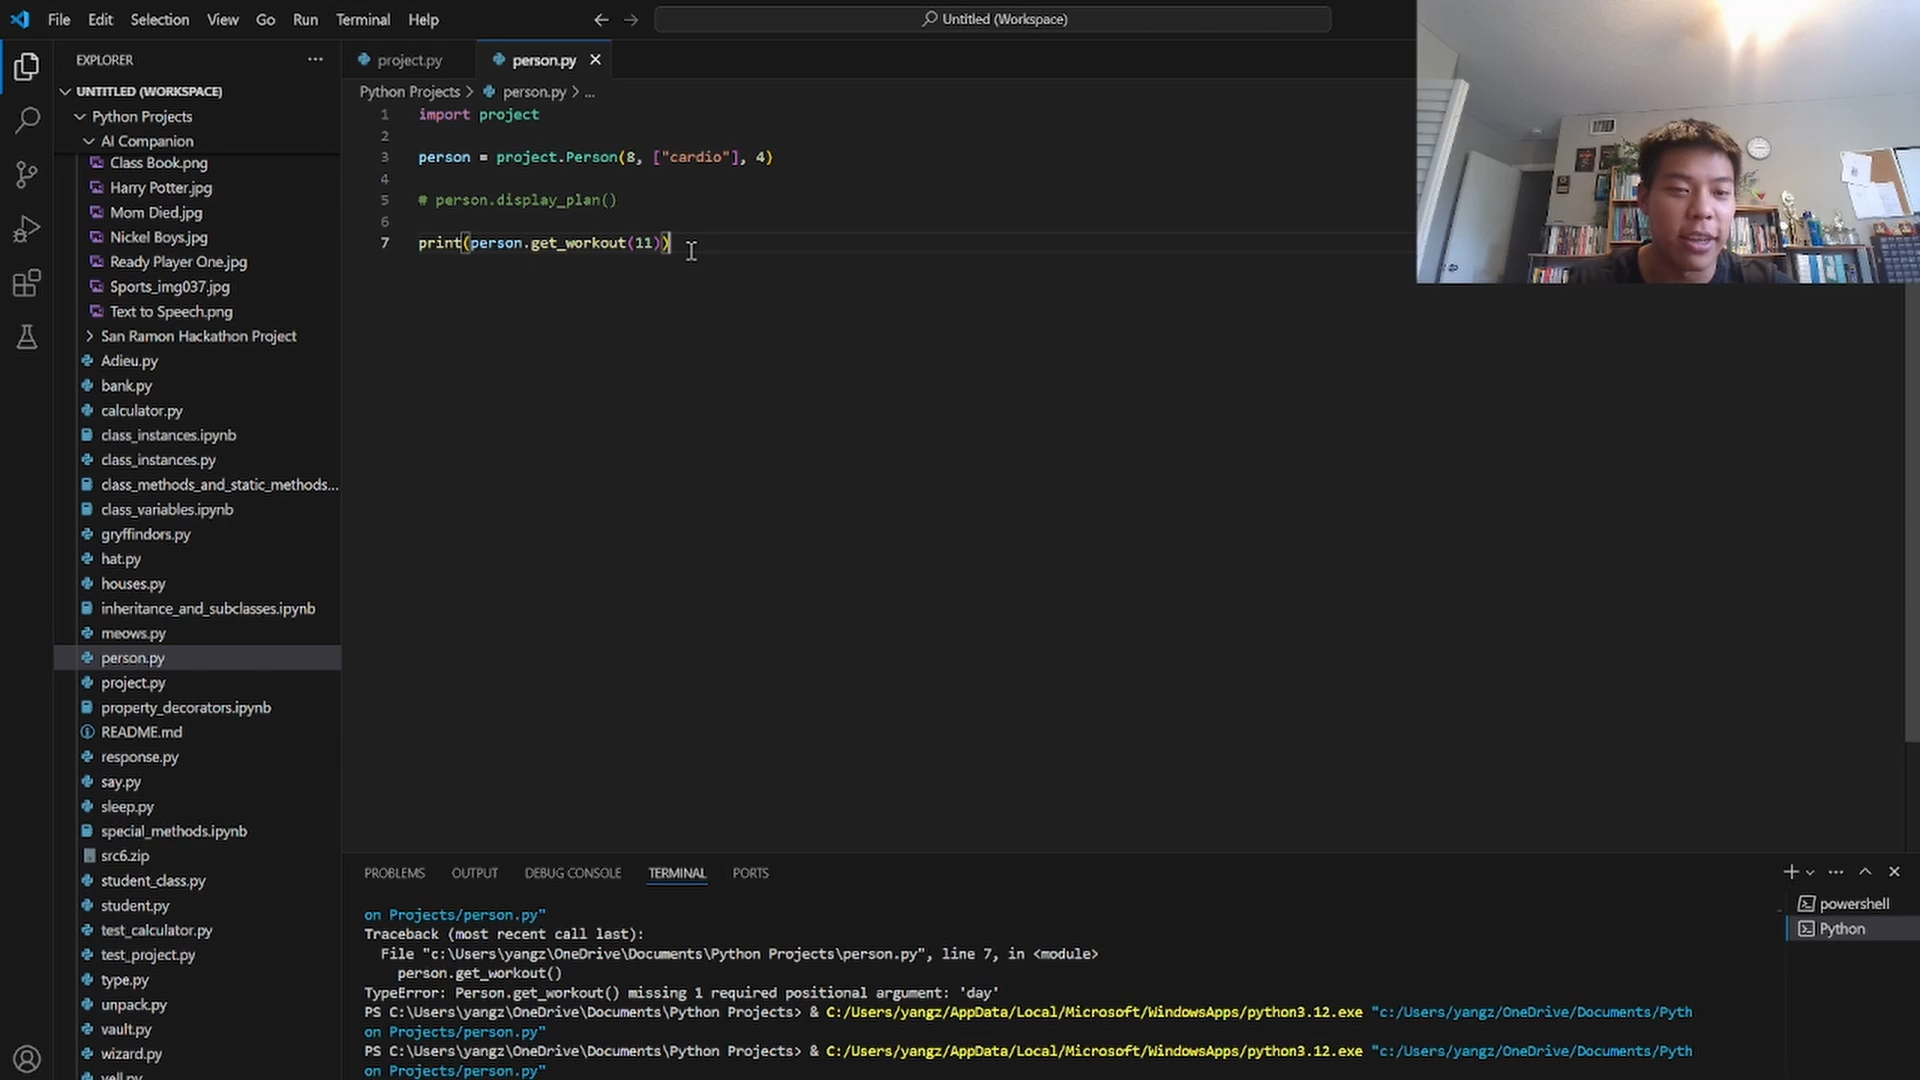 File Edit Selection View Go Run Terminal Help
Untitled (Workspace)
EXPLORER
UNTITLED (WORKSPACE)
Python Projects
AI Companion
Class Book.png
Harry Potter.jpg
Mom Died.jpg
Nickel Boys.jpg
Ready Player One.jpg
Sports_img037.jpg
Text to Speech.png
San Ramon Hackathon Project
Adieu.py
bank.py
calculator.py
class_instances.ipynb
class_instances.py
class_methods_and_static_methods...
class_variables.ipynb
gryffindors.py
hat.py
houses.py
inheritance_and_subclasses.ipynb
meows.py
person.py
project.py
property_decorators.ipynb
README.md
response.py
say.py
sleep.py
special_methods.ipynb
src6.zip
student_class.py
student.py
test_calculator.py
test_project.py
type.py
unpack.py
vault.py
wizard.py
yell.py
project.py person.py
Python Projects > person.py > ...
1 import project
2
3 person = project.Person(8, ["cardio"], 4)
4
5 # person.display_plan()
6
7 print(person.get_workout(11))
PROBLEMS OUTPUT DEBUG CONSOLE TERMINAL PORTS
on Projects/person.py"
Traceback (most recent call last):
File "c:\Users\yangz\OneDrive\Documents\Python Projects\person.py", line 7, in <module>
person.get_workout()
TypeError: Person.get_workout() missing 1 required positional argument: 'day'
PS C:\Users\yangz\OneDrive\Documents\Python Projects> & C:/Users/yangz/AppData/Local/Microsoft/WindowsApps/python3.12.exe "c:/Users/yangz/OneDrive/Documents/Pyth
on Projects/person.py"
PS C:\Users\yangz\OneDrive\Documents\Python Projects> & C:/Users/yangz/AppData/Local/Microsoft/WindowsApps/python3.12.exe "c:/Users/yangz/OneDrive/Documents/Pyth
on Projects/person.py"
powershell
Python